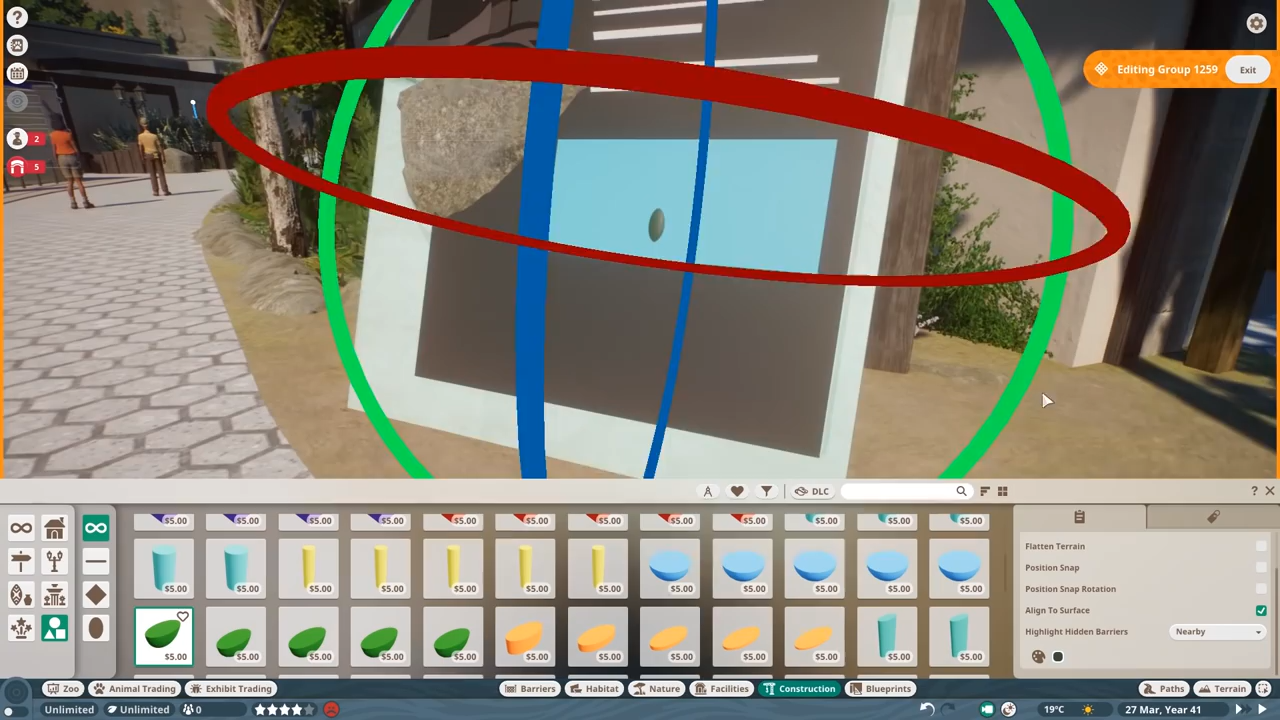 ?
2
5
Editing Group 1259
Exit
DLC
?
$5.00 $5.00 $5.00 $5.00 $5.00 $5.00 $5.00 $5.00 $5.00 $5.00 $5.00 $5.00
$5.00 $5.00 $5.00 $5.00 $5.00 $5.00 $5.00 $5.00 $5.00 $5.00 $5.00 $5.00
$5.00 $5.00 $5.00 $5.00 $5.00 $5.00 $5.00 $5.00 $5.00 $5.00 $5.00 $5.00
Flatten Terrain
Position Snap
Position Snap Rotation
Align To Surface
Highlight Hidden Barriers Nearby
Zoo Animal Trading Exhibit Trading Barriers Habitat Nature Facilities Construction Blueprints Paths Terrain
Unlimited Unlimited 0 19°C 27 Mar, Year 41